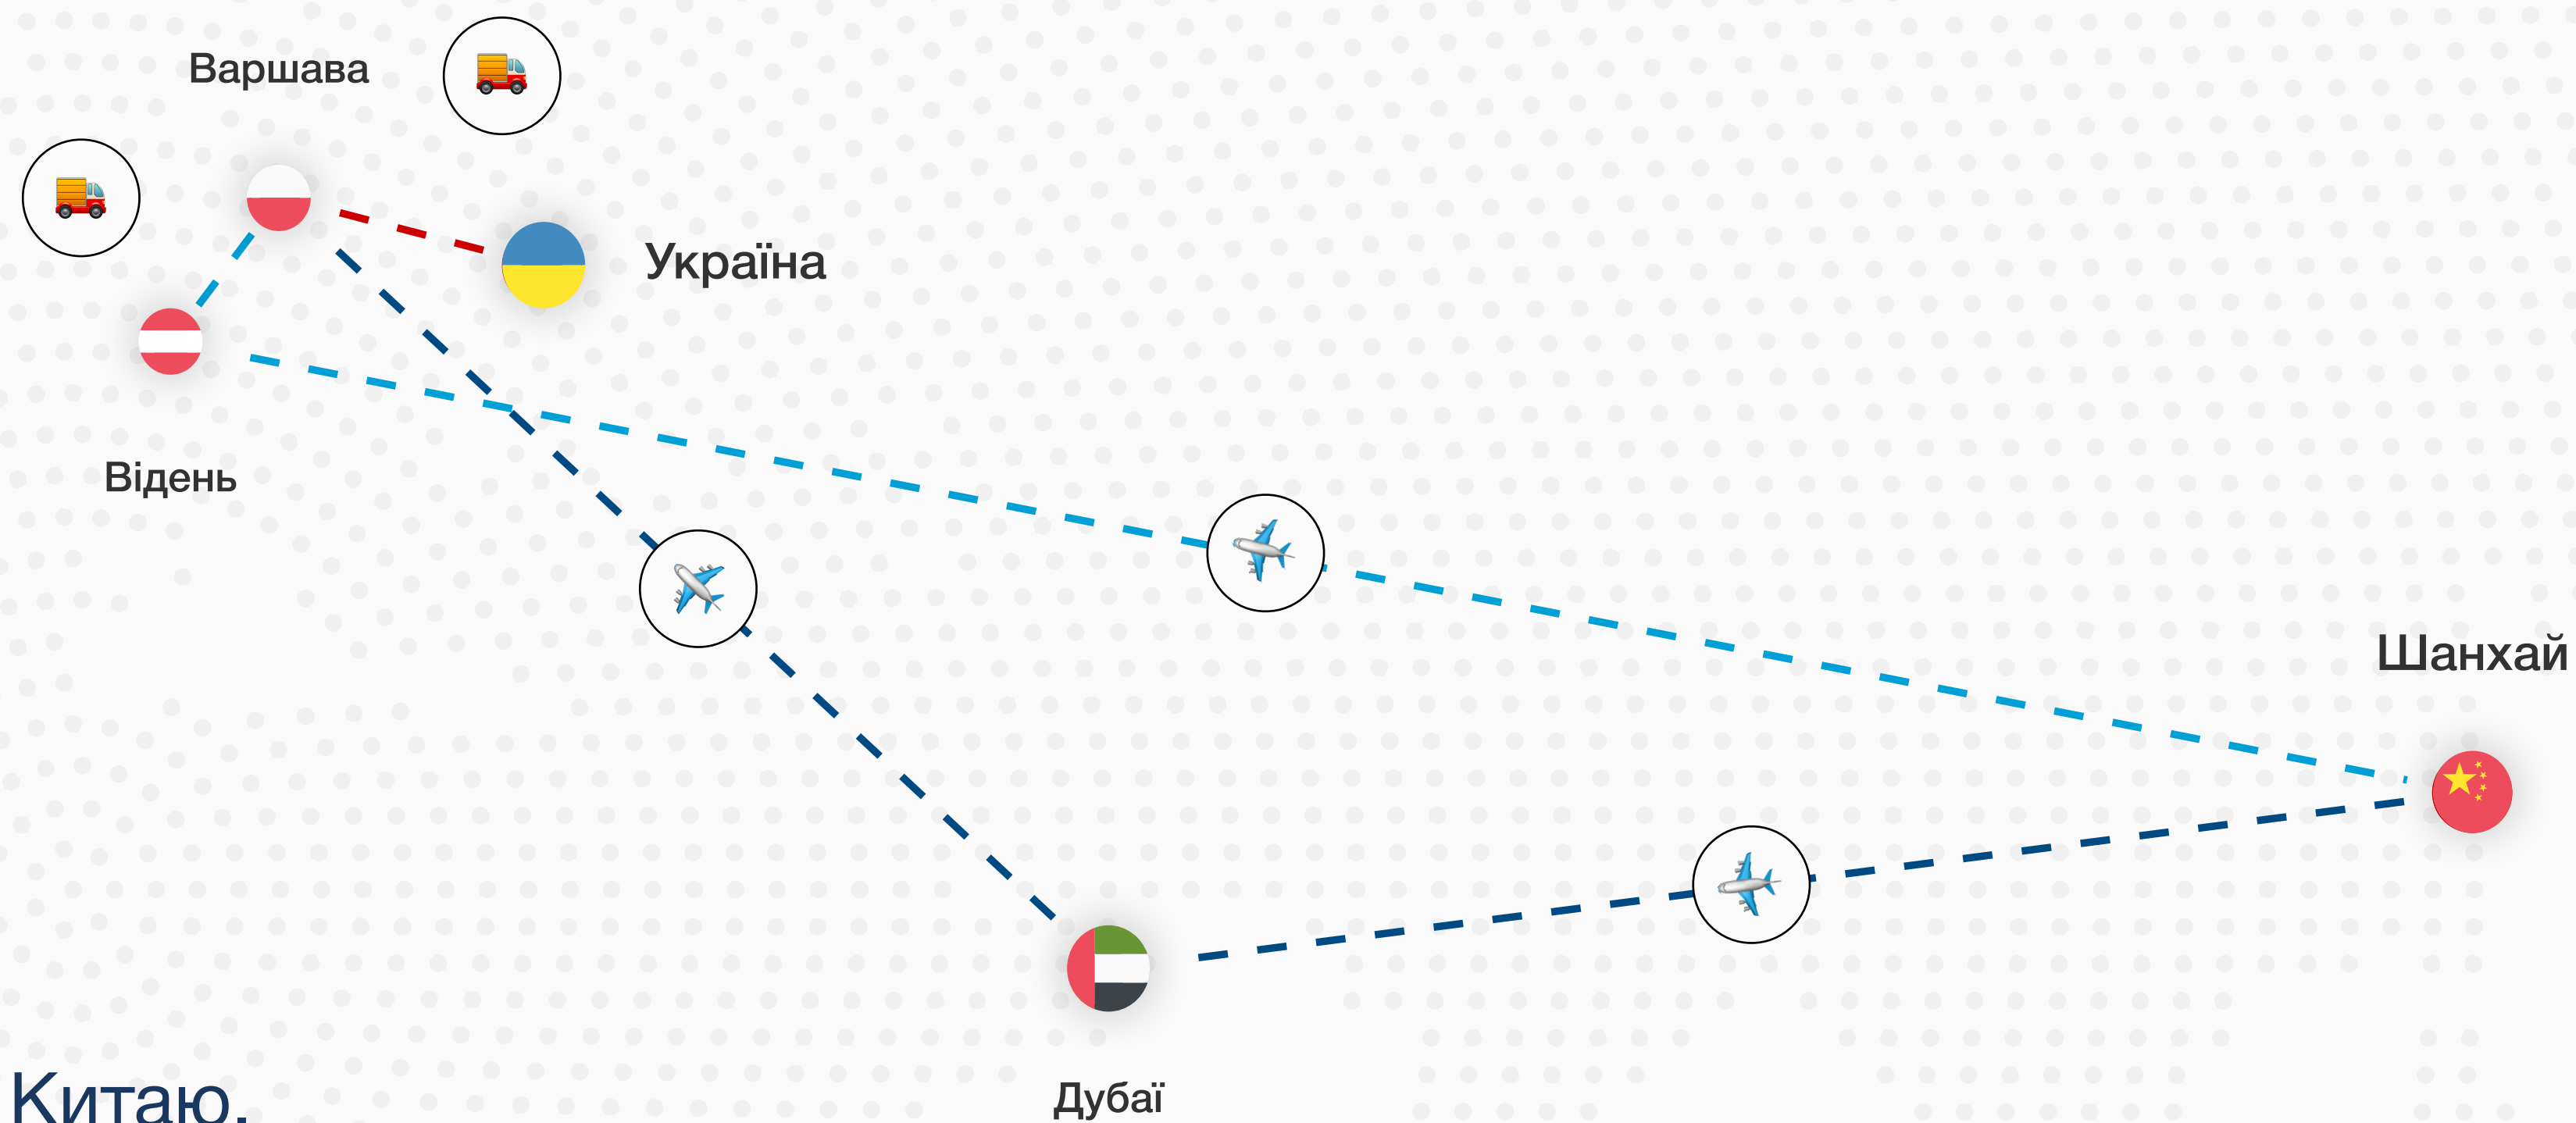 Варшава
Україна
Відень
Шанхай
Дубаї
Китаю.